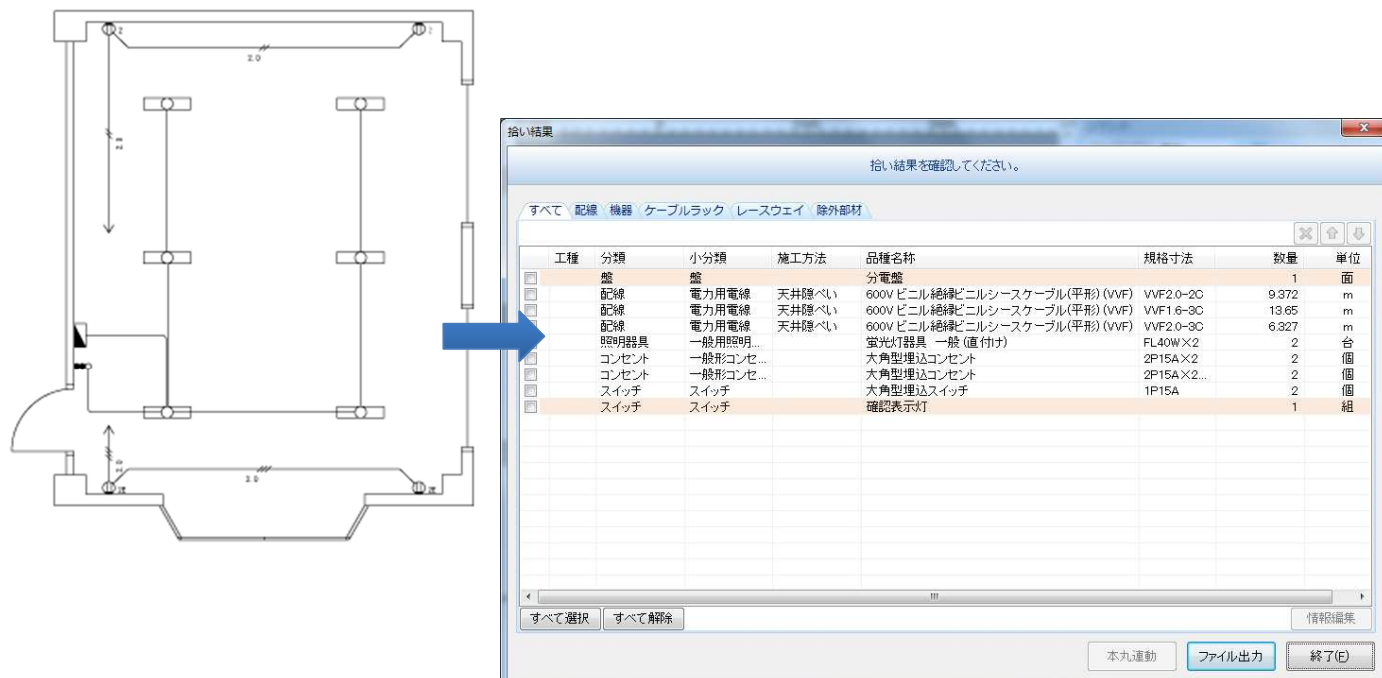 2
2
2.0
2.0
拾い結果
拾い結果を確認してください。
すべて 配線 機器 ケーブルラック レースウェイ 除外部材
工種 分類 小分類 施工方法 品種名称 規格寸法 数量 単位
盤 盤 分電盤 1 面
配線 電力用電線 天井隠ぺい 600V ビニル絶縁ビニルシースケーブル(平形)(VVF) VVF2.0-2C 9.372 m
配線 電力用電線 天井隠ぺい 600V ビニル絶縁ビニルシースケーブル(平形)(VVF) VVF1.6-3C 13.65 m
配線 電力用電線 天井隠ぺい 600V ビニル絶縁ビニルシースケーブル(平形)(VVF) VVF2.0-3C 6.327 m
照明器具 一般用照明... 蛍光灯器具 一般(直付け) FL40W×2 2 台
コンセント 一般形コンセ... 大角型埋込コンセント 2P15A×2 2 個
コンセント 一般形コンセ... 大角型埋込コンセント 2P15A×2... 2 個
スイッチ スイッチ 大角型埋込スイッチ 1P15A 2 個
スイッチ スイッチ 確認表示灯 1 組
2.0
2.0
すべて選択 すべて解除 情報編集
本丸連動 ファイル出力 終了(F)